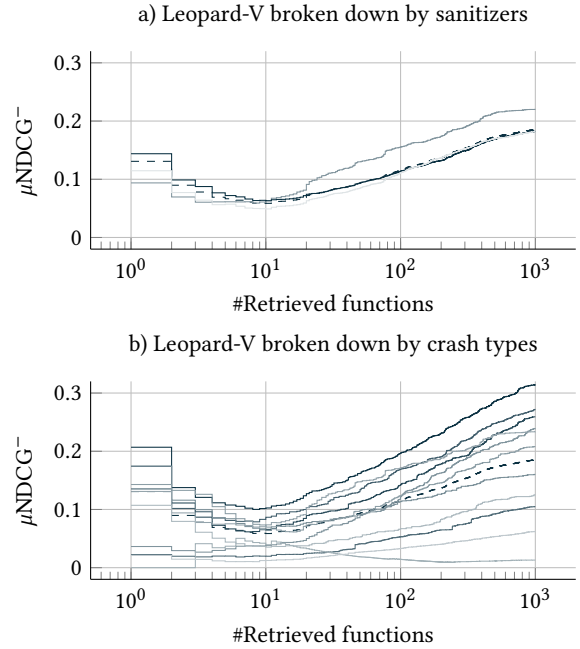 a) Leopard-V broken down by sanitizers
0.3
0.2
0.1
0
μNDCG⁻
10⁰ 10¹ 10² 10³
#Retrieved functions
b) Leopard-V broken down by crash types
0.3
0.2
0.1
0
μNDCG⁻
10⁰ 10¹ 10² 10³
#Retrieved functions